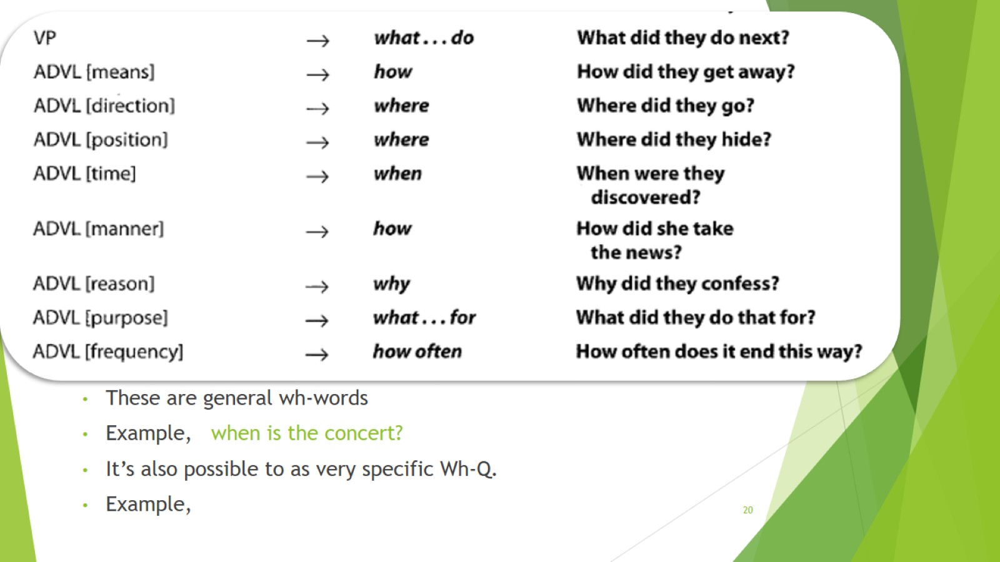 VP → what...do What did they do next?
ADVL [means] → how How did they get away?
ADVL [direction] → where Where did they go?
ADVL [position] → where Where did they hide?
ADVL [time] → when When were they
discovered?
ADVL [manner] → how How did she take
the news?
ADVL [reason] → why Why did they confess?
ADVL [purpose] → what...for What did they do that for?
ADVL [frequency] → how often How often does it end this way?
• These are general wh-words
• Example, when is the concert?
• It’s also possible to as very specific Wh-Q.
• Example,
20